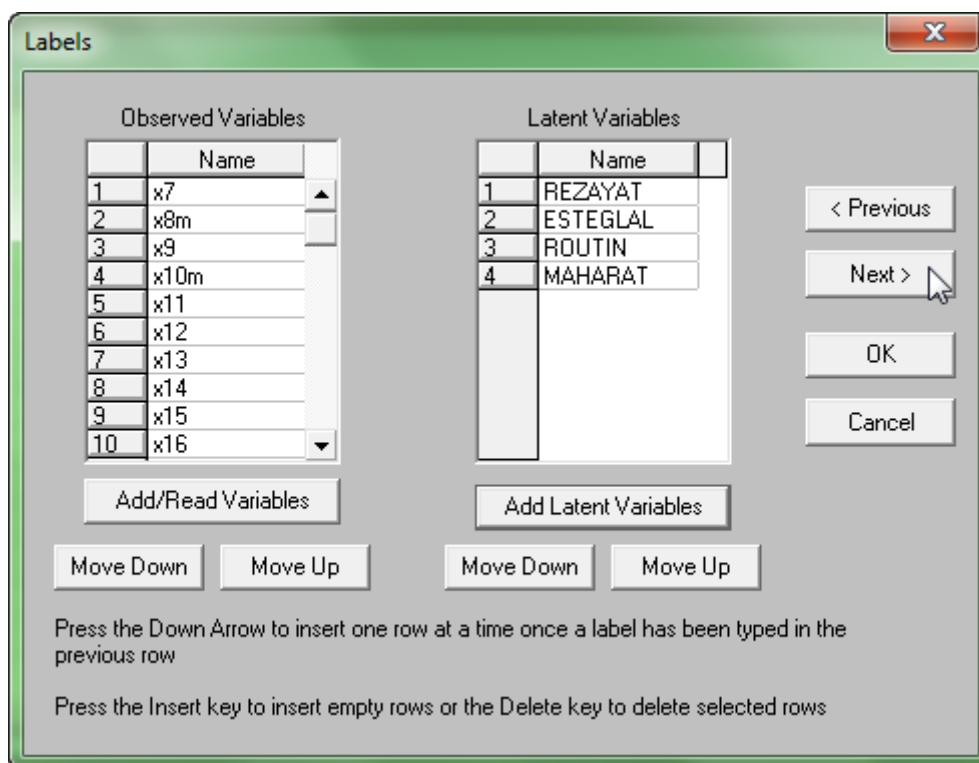 Labels
Observed Variables
Name
1 x7
2 x8m
3 x9
4 x10m
5 x11
6 x12
7 x13
8 x14
9 x15
10 x16
Add/Read Variables
Move Down Move Up
Latent Variables
Name
1 REZAYAT
2 ESTEGLAL
3 ROUTIN
4 MAHARAT
Add Latent Variables
Move Down Move Up
< Previous
Next >
OK
Cancel
Press the Down Arrow to insert one row at a time once a label has been typed in the
previous row
Press the Insert key to insert empty rows or the Delete key to delete selected rows